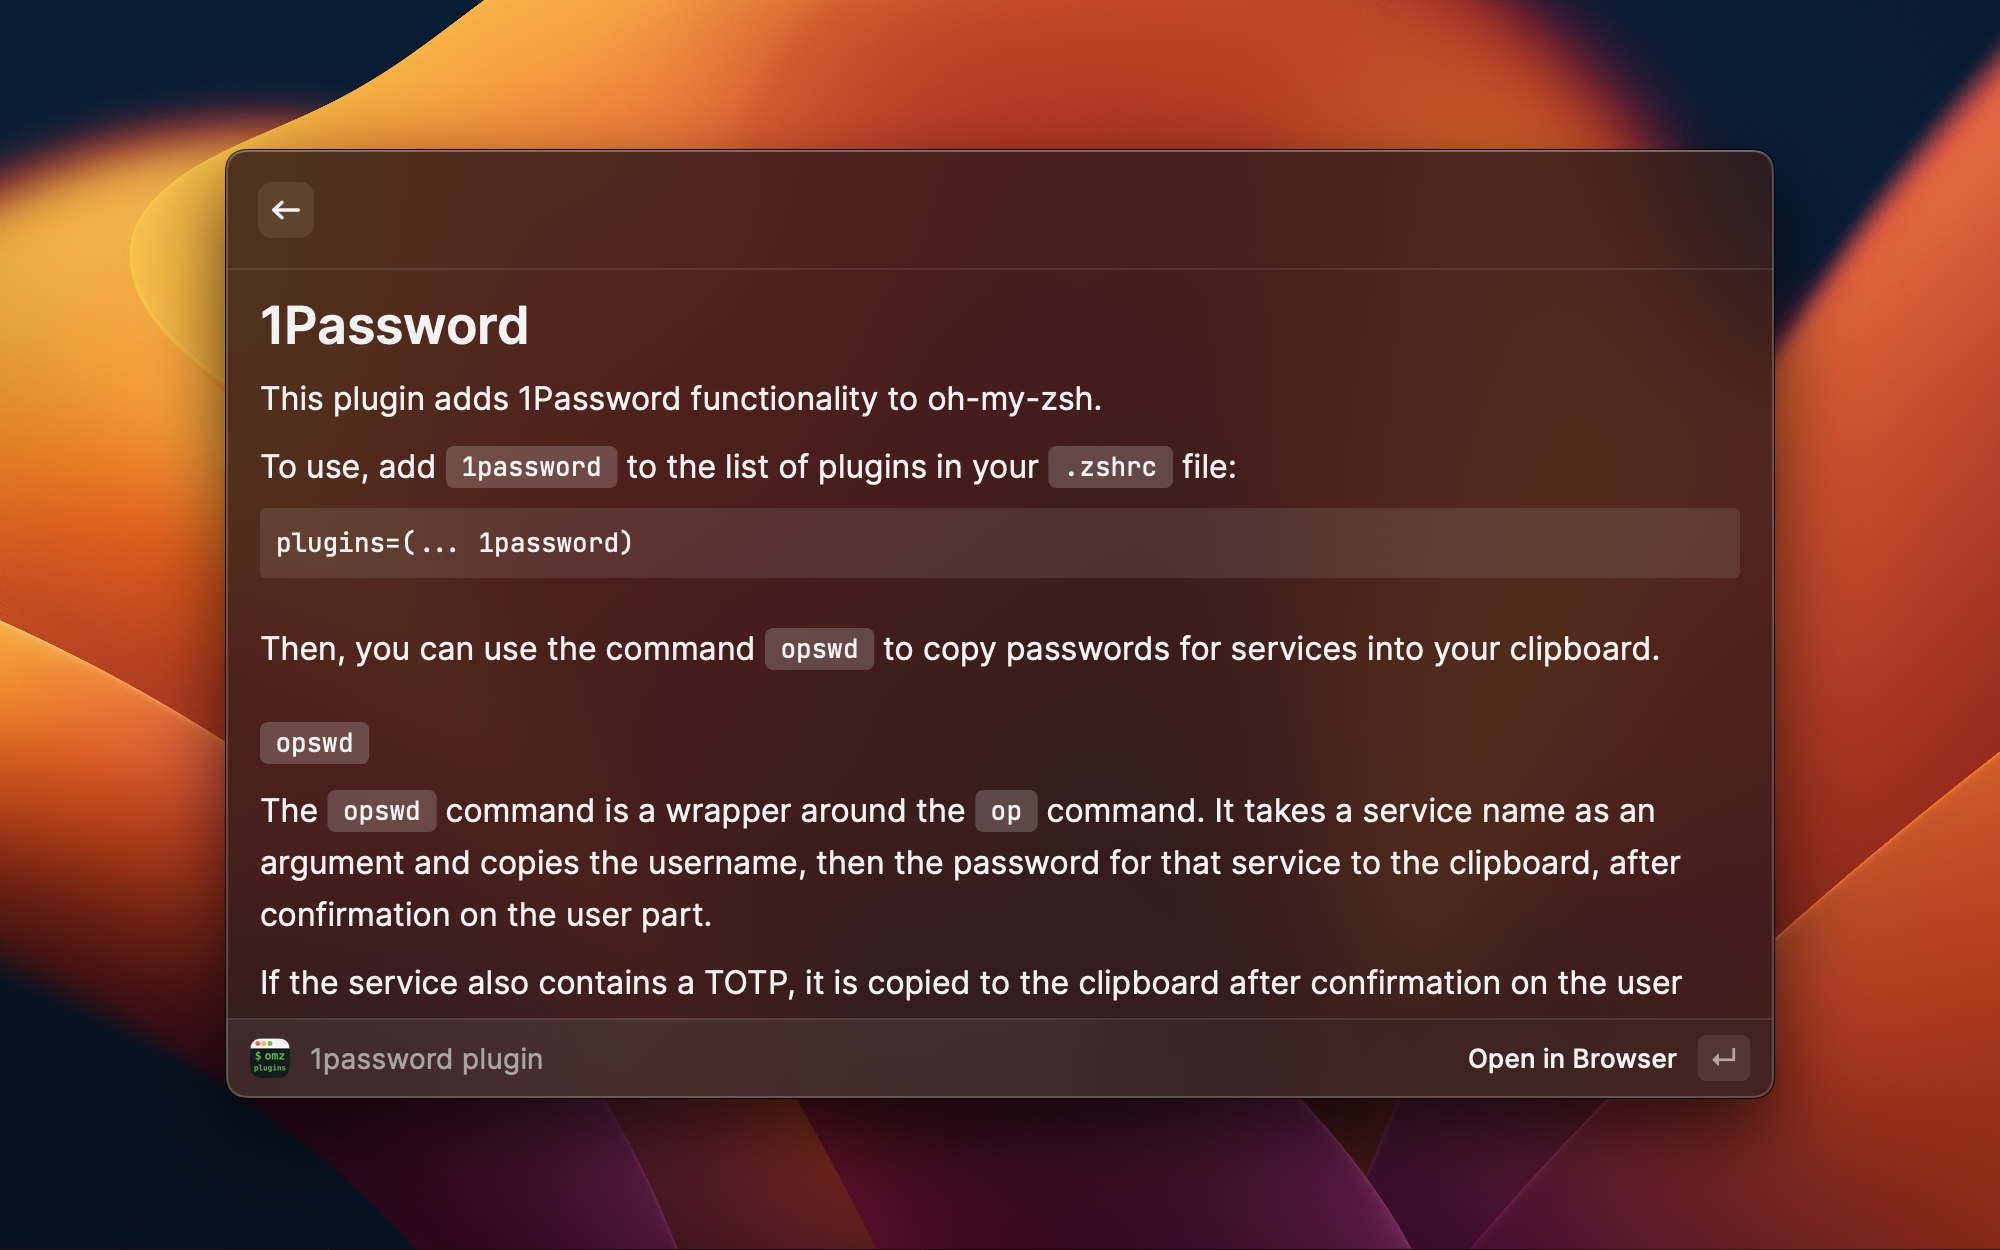 1Password
This plugin adds 1Password functionality to oh-my-zsh.
To use, add 1password to the list of plugins in your .zshrc file:
plugins=(... 1password)
Then, you can use the command opswd to copy passwords for services into your clipboard.
opswd
The opswd command is a wrapper around the op command. It takes a service name as an
argument and copies the username, then the password for that service to the clipboard, after
confirmation on the user part.
If the service also contains a TOTP, it is copied to the clipboard after confirmation on the user
$ omz
plugins
1password plugin
Open in Browser